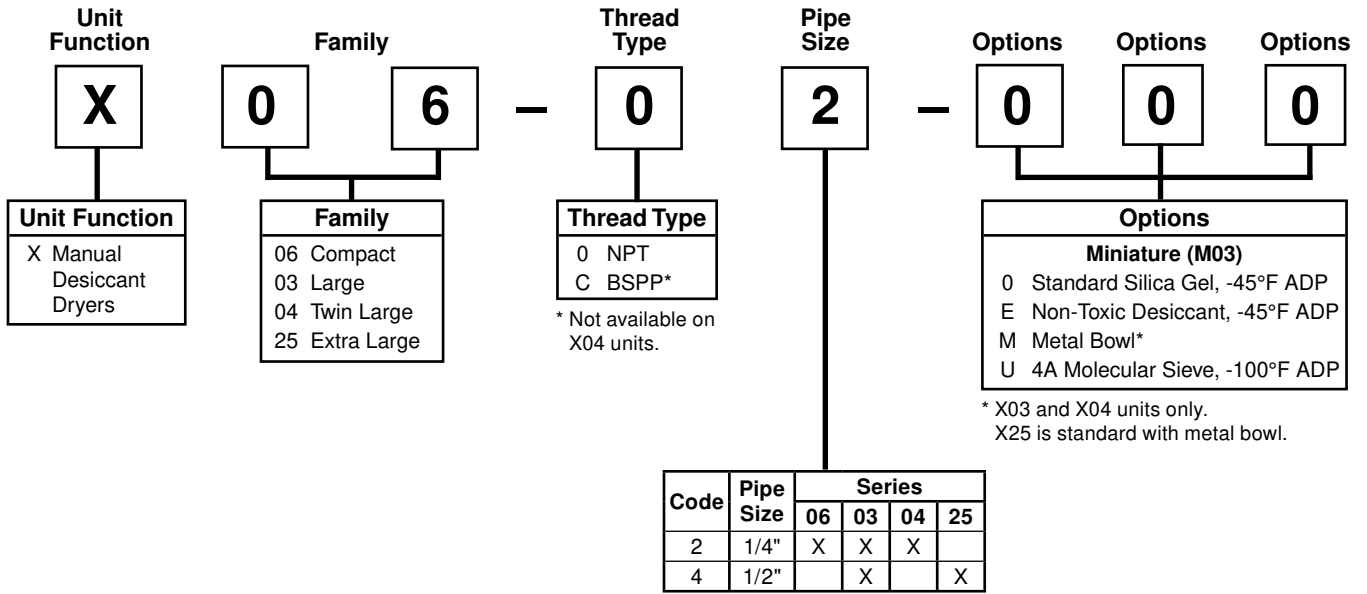 Unit Function
Family
Thread Type
Pipe Size
Options
Options
Options
X 0 6 – 0 2 – 0 0 0
Unit Function
X Manual
Desiccant
Dryers
Family
06 Compact
03 Large
04 Twin Large
25 Extra Large
Thread Type
0 NPT
C BSPP*
* Not available on
X04 units.
Options
Miniature (M03)
0 Standard Silica Gel, -45°F ADP
E Non-Toxic Desiccant, -45°F ADP
M Metal Bowl*
U 4A Molecular Sieve, -100°F ADP
* X03 and X04 units only.
X25 is standard with metal bowl.
Code Pipe Size Series
06 03 04 25
2 1/4" X X X
4 1/2" X X